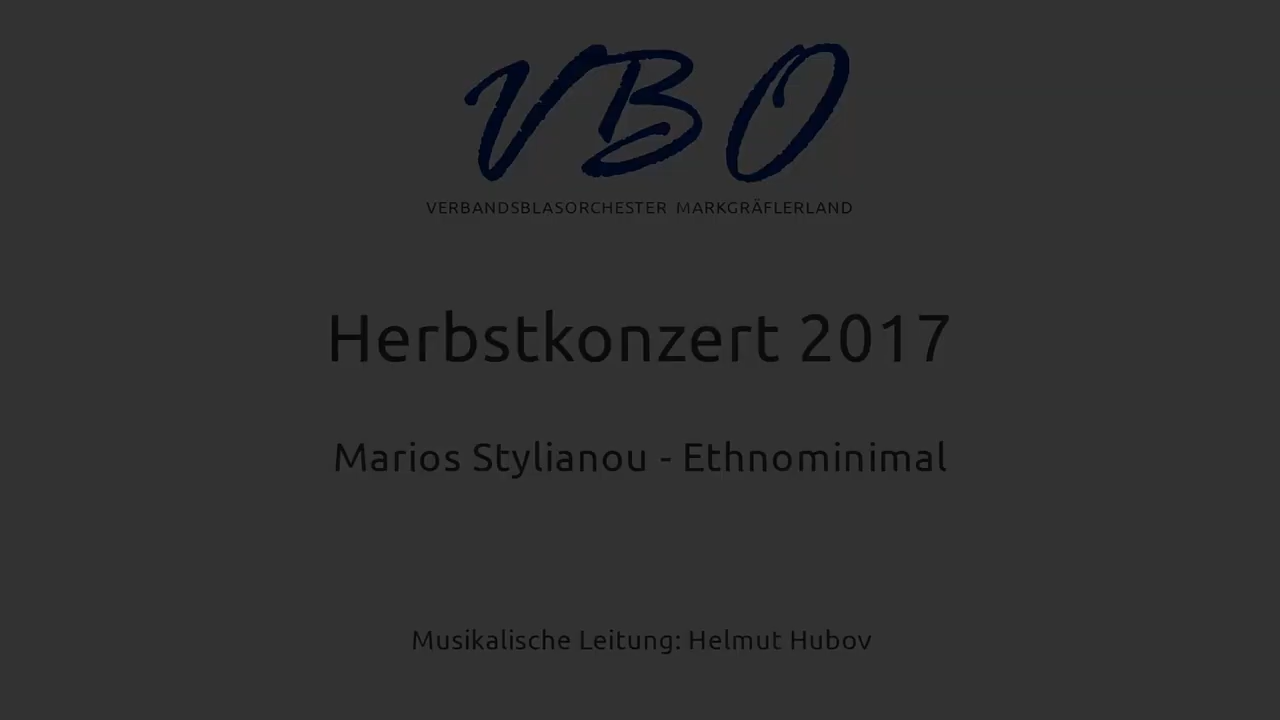 VBO
VERBANDSBLASORCHESTER MARKGRÄFLERLAND
Herbstkonzert 2017
Marios Stylianou - Ethnominimal
Musikalische Leitung: Helmut Hubov